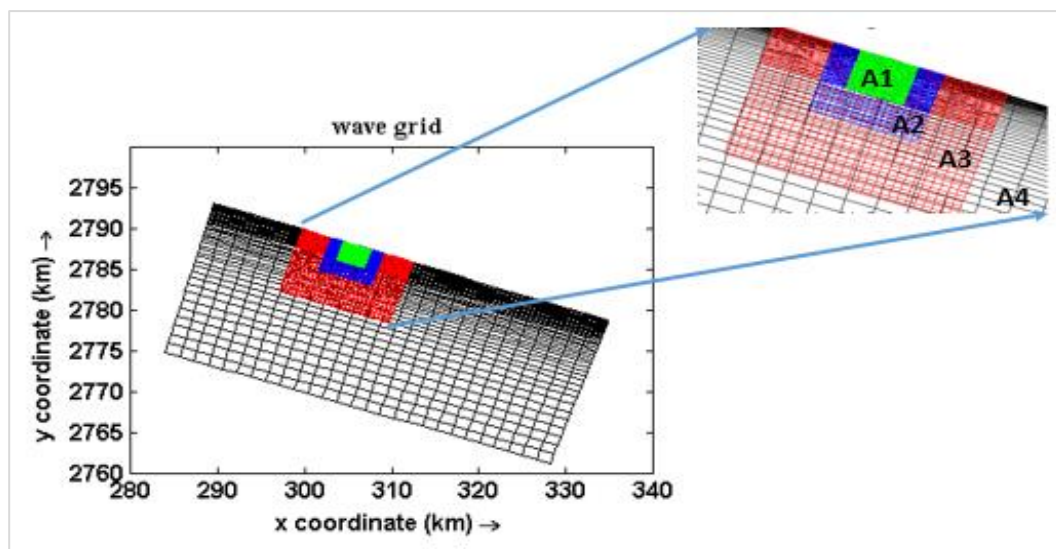 wave grid
A1
A2
A3
A4
2795
2790
2785
2780
2775
2770
2765
2760
280 290 300 310 320 330 340
y coordinate (km) →
x coordinate (km) →